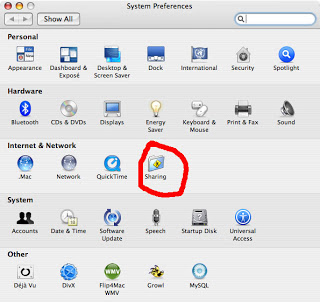 System Preferences
Show All
Personal
Appearance Dashboard & Exposé Desktop & Screen Saver Dock International Security Spotlight
Hardware
Bluetooth CDs & DVDs Displays Energy Saver Keyboard & Mouse Print & Fax Sound
Internet & Network
.Mac Network QuickTime Sharing
System
Accounts Date & Time Software Update Speech Startup Disk Universal Access
Other
Déjà Vu DivX Flip4Mac WMV Growl MySQL
WMV